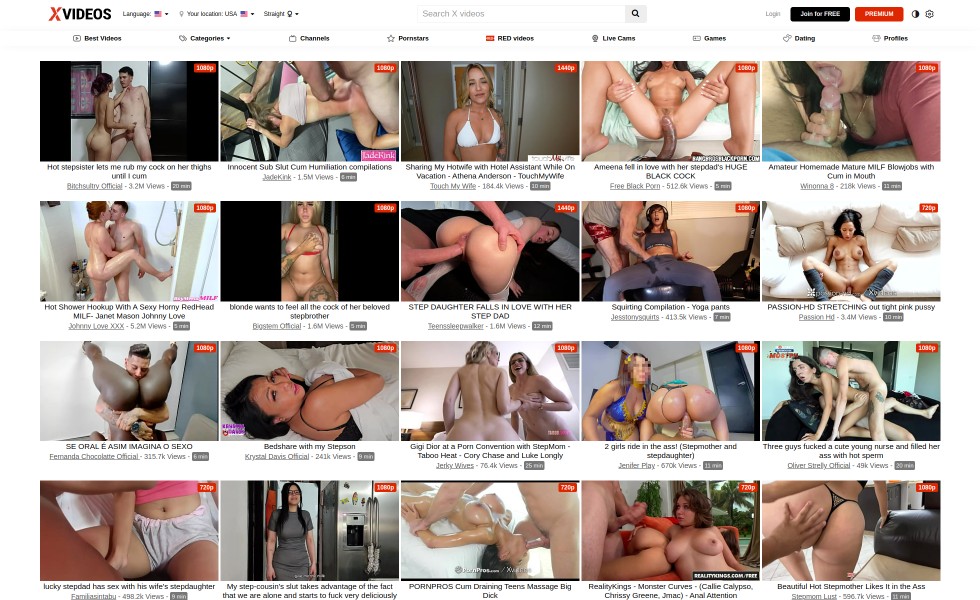 XVIDEOS
Language:
Your location: USA
Straight
Search X videos
Login
Join for FREE
PREMIUM
Best Videos
Categories
Channels
Pornstars
RED videos
Live Cams
Games
Dating
Profiles
1080p
1080p
1440p
1080p
1080p
JadeKink
BANGBROSBLACKPORN.COM
Hot stepsister lets me rub my cock on her thighs
until I cum
Bitchsultry Official - 3.2M Views - 20 min
Innocent Sub Slut Cum Humiliation compilations
JadeKink - 1.5M Views - 6 min
Sharing My Hotwife with Hotel Assistant While On
Vacation - Athena Anderson - TouchMyWife
Touch My Wife - 184.4k Views - 10 min
Ameena fell in love with her stepdad's HUGE
BLACK COCK
Free Black Porn - 512.6k Views - 5 min
Amateur Homemade Mature MILF Blowjobs with
Cum In Mouth
Winonna 8 - 218k Views - 11 min
1080p
1080p
1440p
1080p
720p
MILF
Hot Shower Hookup With A Sexy Horny RedHead
MILF- Janet Mason Johnny Love
Johnny Love XXX - 5.2M Views - 5 min
blonde wants to feel all the cock of her beloved
stepbrother
Bigstem Official - 1.6M Views - 5 min
STEP DAUGHTER FALLS IN LOVE WITH HER
STEP DAD
Teenssleepwalker - 1.6M Views - 12 min
Squirting Compilation - Yoga pants
Jesstonysquirts - 413.5k Views - 7 min
PASSION-HD STRETCHING out tight pink pussy
Passion Hd - 3.4M Views - 10 min
1080p
1080p
1080p
1080p
1080p
SE ORAL É ASIM IMAGINA O SEXO
Fernanda Chocolatte Official - 315.7k Views - 6 min
Bedshare with my Stepson
Krystal Davis Official - 241k Views - 9 min
Gigi Dior at a Porn Convention with StepMom -
Taboo Heat - Cory Chase and Luke Longly
Jerky Wives - 76.4k Views - 25 min
2 girls ride in the ass! (Stepmother and
stepdaughter)
Jenifer Play - 670k Views - 11 min
Three guys fucked a cute young nurse and filled her
ass with hot sperm
Oliver Strelly Official - 49k Views - 20 min
720p
1080p
720p
720p
1080p
PornPros.com / Xv
REALITYKINGS.COM/FREE
lucky stepdad has sex with his wife's stepdaughter
Familiasintabu - 498.2k Views - 9 min
My step-cousin's slut takes advantage of the fact
that we are alone and starts to fuck very deliciously
PORNPROS Cum Draining Teens Massage Big
Dick
RealityKings - Monster Curves - (Callie Calypso,
Chrissy Greene, Jmac) - Anal Attention
Beautiful Hot Stepmother Likes It in the Ass
Stepmom Lust - 596.7k Views - 11 min